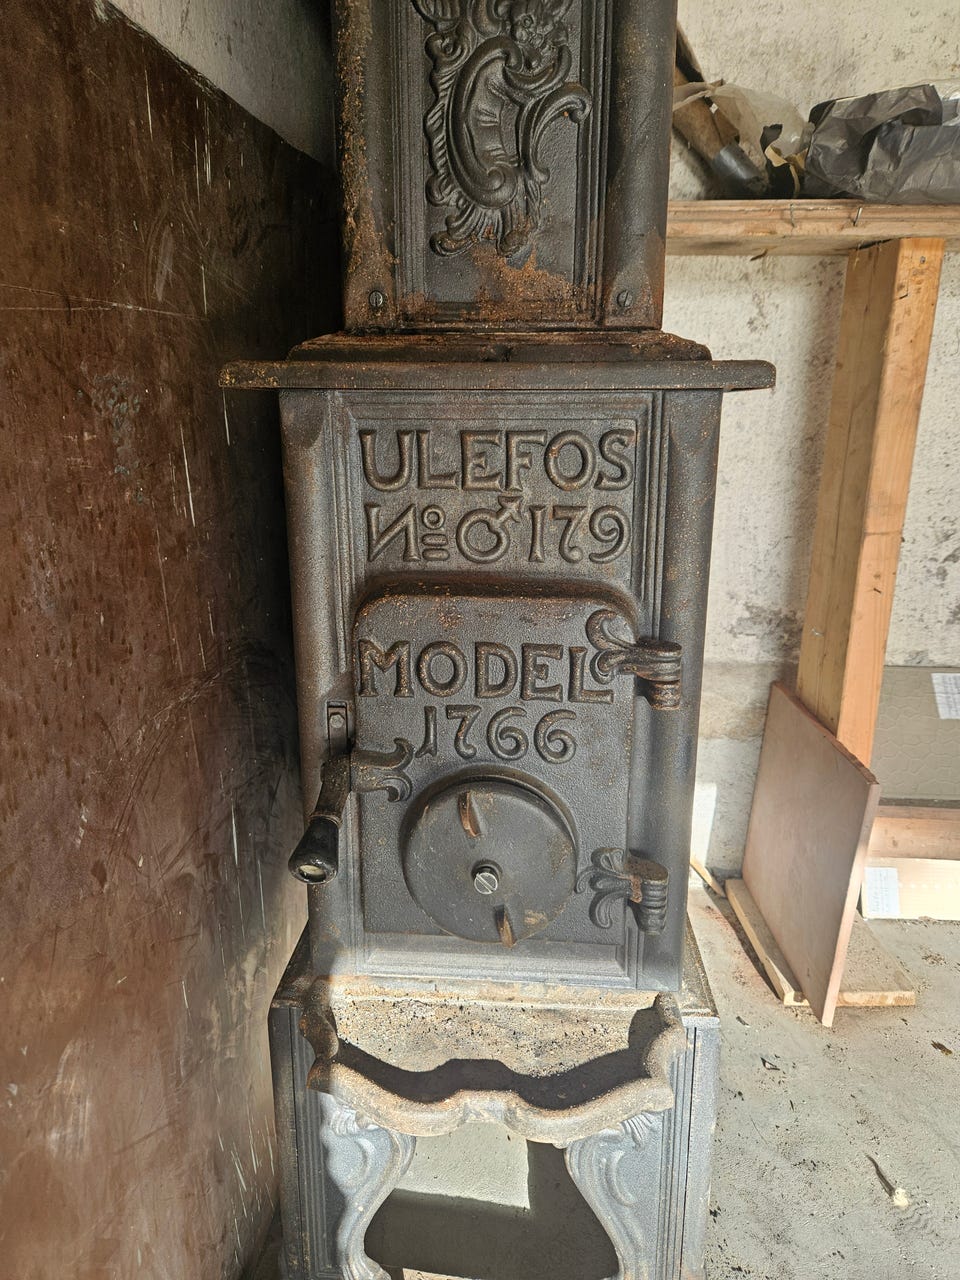 ULEFOS
No ♂ 179
MODEL
1766